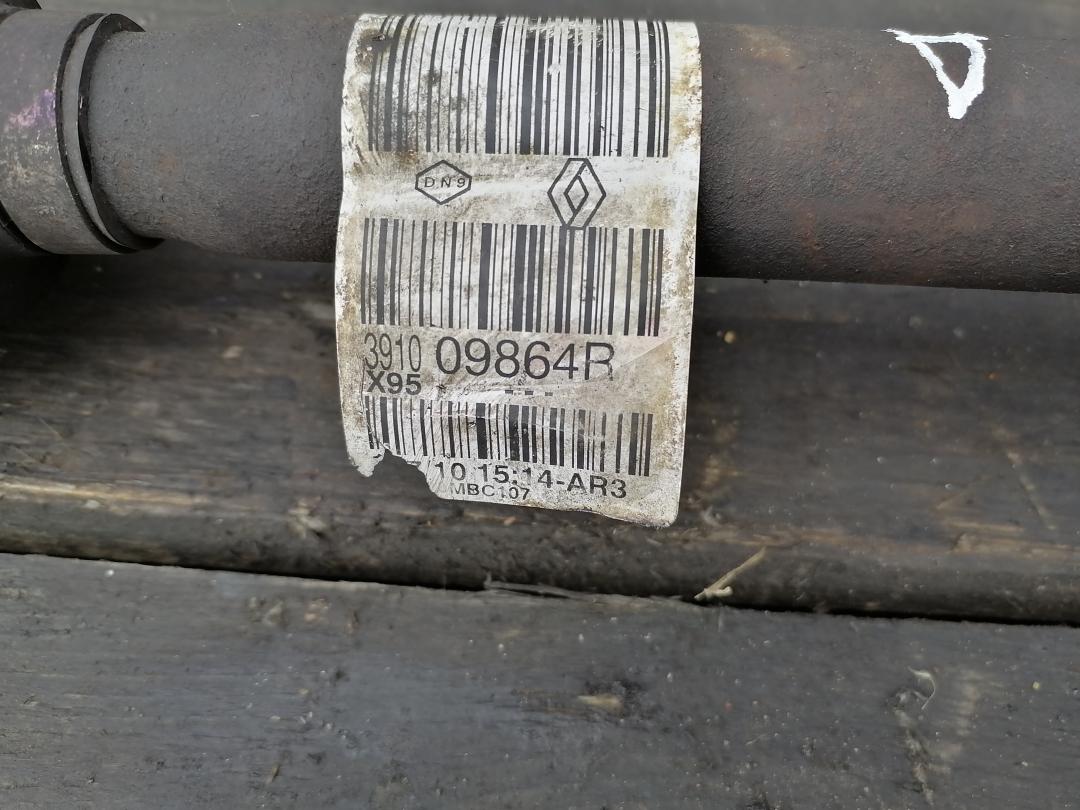 DN9
3910 09864R
X95 ---
10 15:14-AR3
MBC107
D